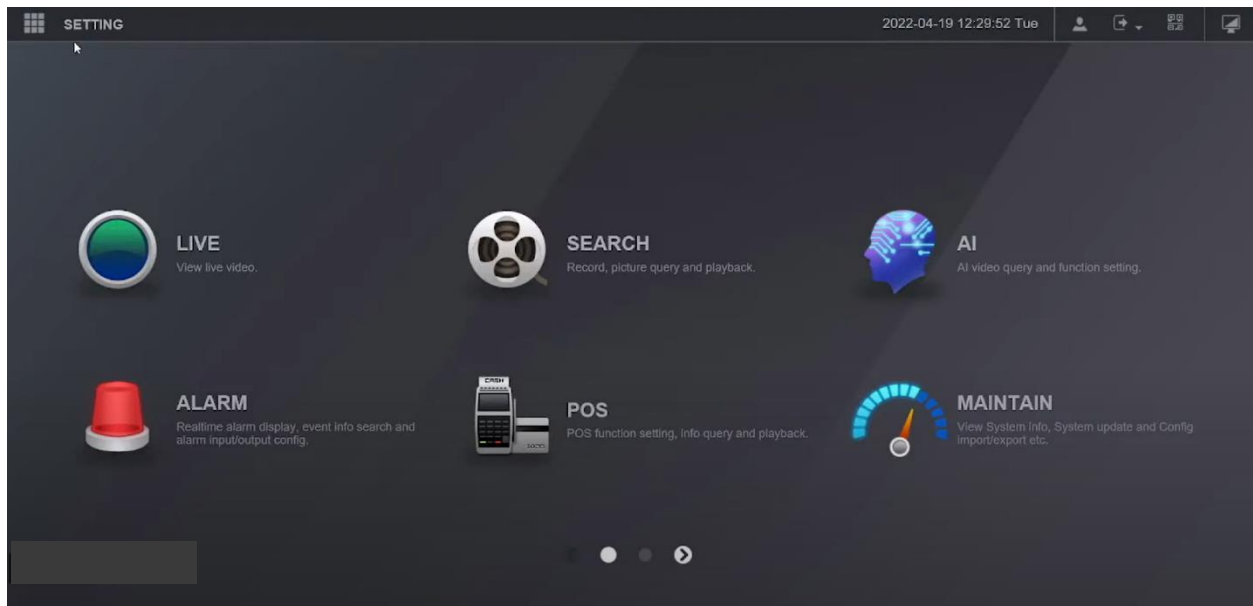 SETTING
2022-04-19 12:29:52 Tue
LIVE
View live video.
SEARCH
Record, picture query and playback.
AI
AI video query and function setting.
ALARM
Realtime alarm display, event info search and
alarm input/output config.
CASH
POS
POS function setting, info query and playback.
MAINTAIN
View System info, System update and Config
import/export etc.